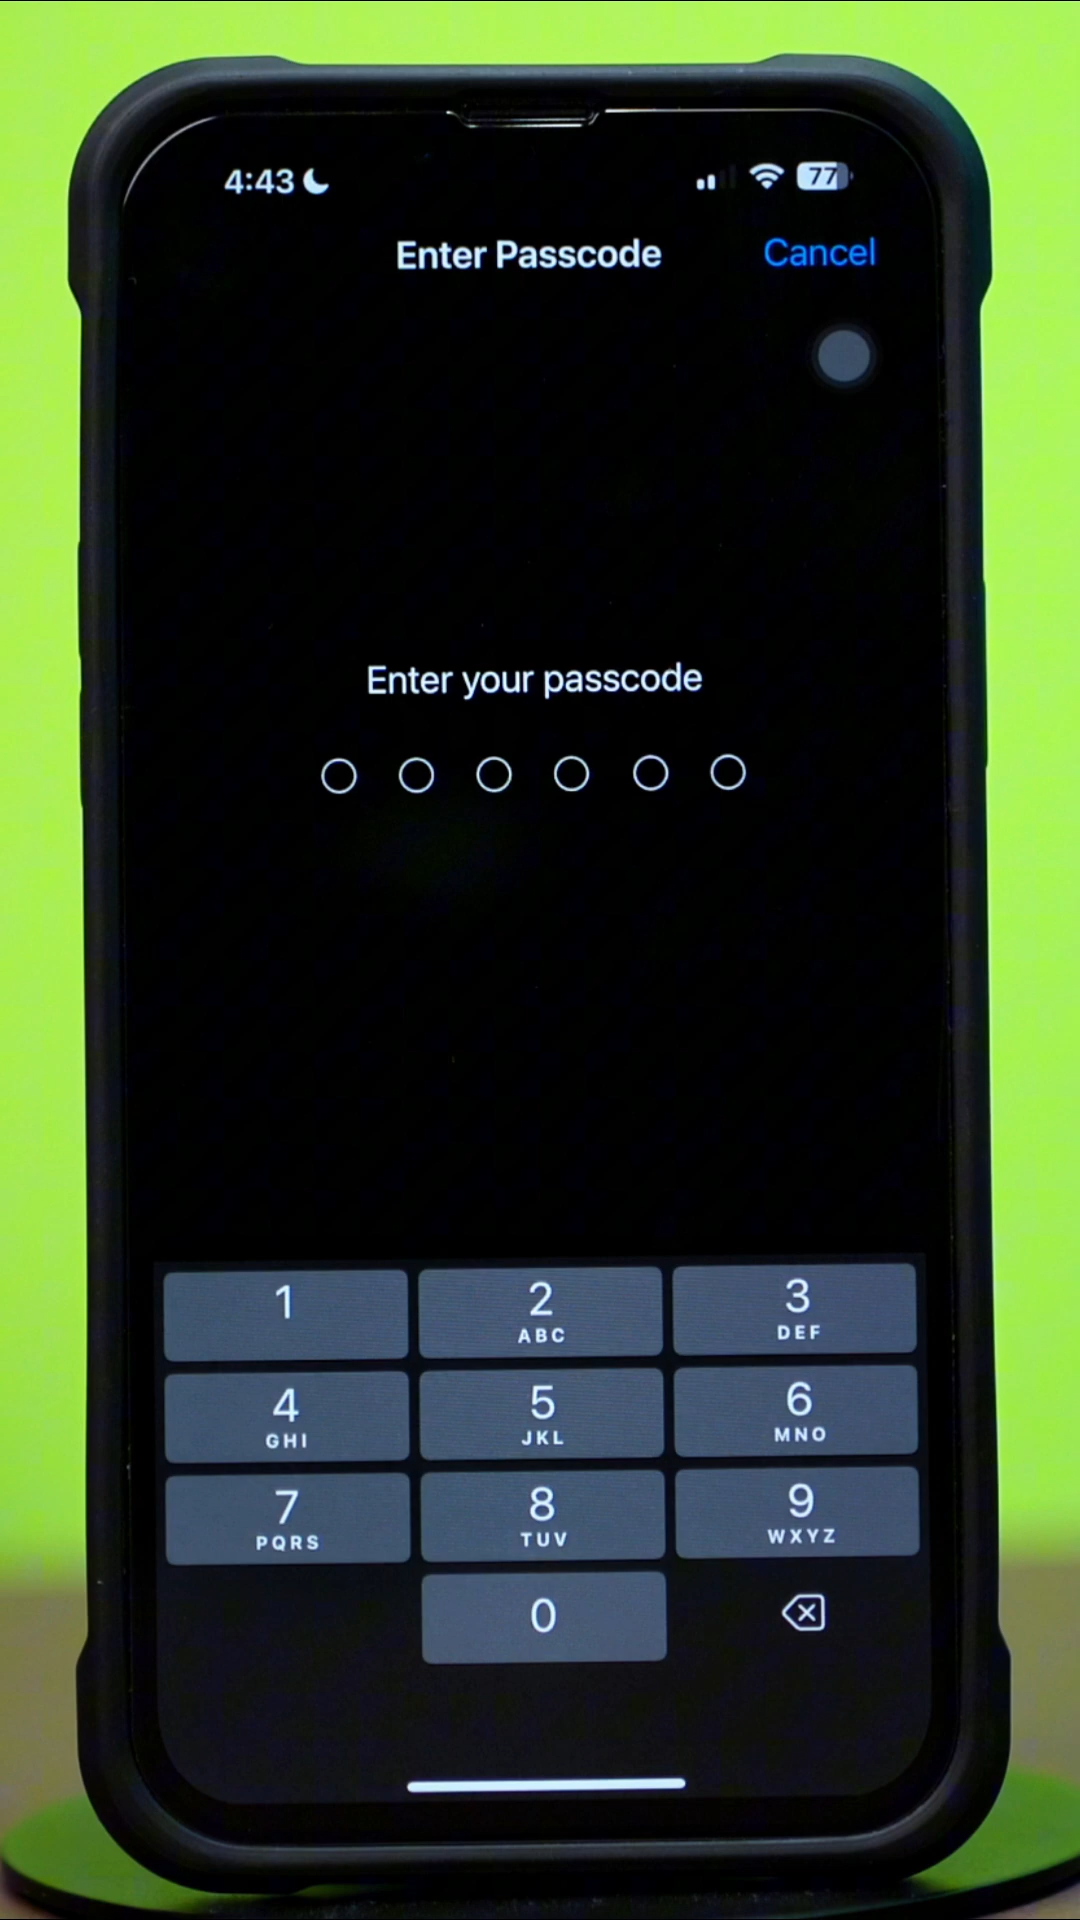 4:43
77
Enter Passcode
Cancel
Enter your passcode
1
2
ABC
3
DEF
4
GHI
5
JKL
6
MNO
7
PQRS
8
TUV
9
WXYZ
0